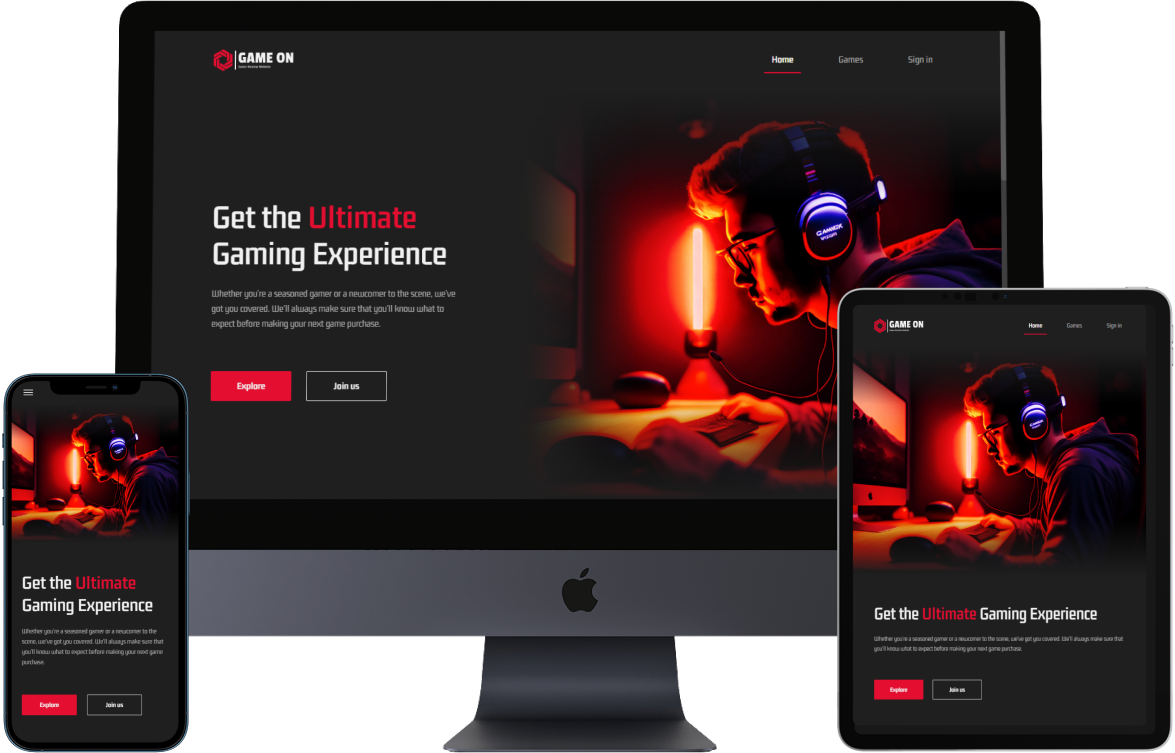 GAME ON
Game Review Website
Home
Games
Sign in
Get the Ultimate
Gaming Experience
Whether you're a seasoned gamer or a newcomer to the scene, we've
got you covered. We'll always make sure that you'll know what to
expect before making your next game purchase.
Explore
Join us
Get the Ultimate
Gaming Experience
Whether you're a seasoned gamer or a newcomer to the
scene, we've got you covered. We'll always make sure that
you'll know what to expect before making your next game
purchase.
Explore
Join us
GAME ON
Home
Games
Sign in
Get the Ultimate Gaming Experience
Whether you're a seasoned gamer or a newcomer to the scene, we've got you covered. We'll always make sure that
you'll know what to expect before making your next game purchase.
Explore
Join us